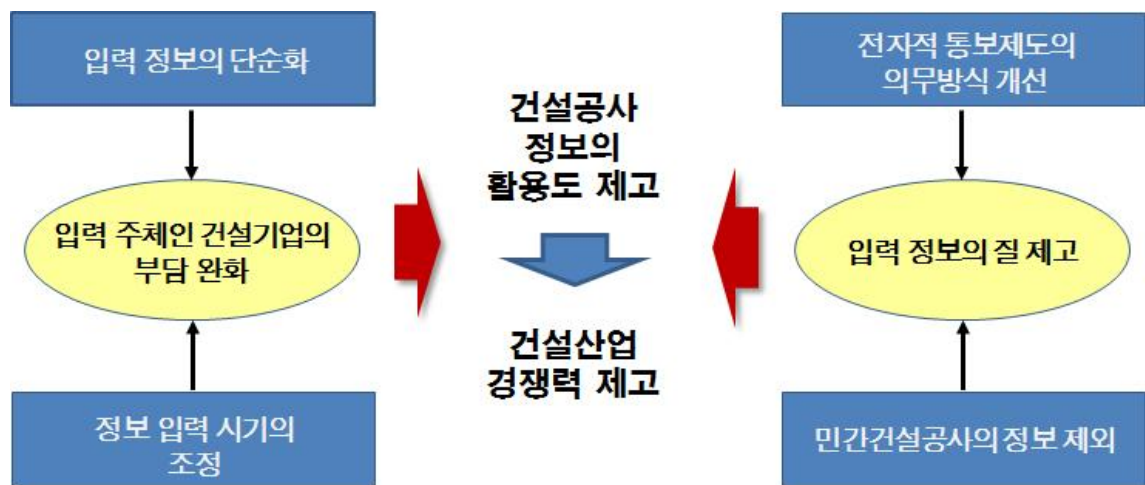 입력 정보의 단순화
입력 주체인 건설기업의
부담 완화
정보 입력 시기의
조정
건설공사
정보의
활용도 제고
건설산업
경쟁력 제고
전자적 통보제도의
의무방식 개선
입력 정보의 질 제고
민간건설공사의 정보 제외